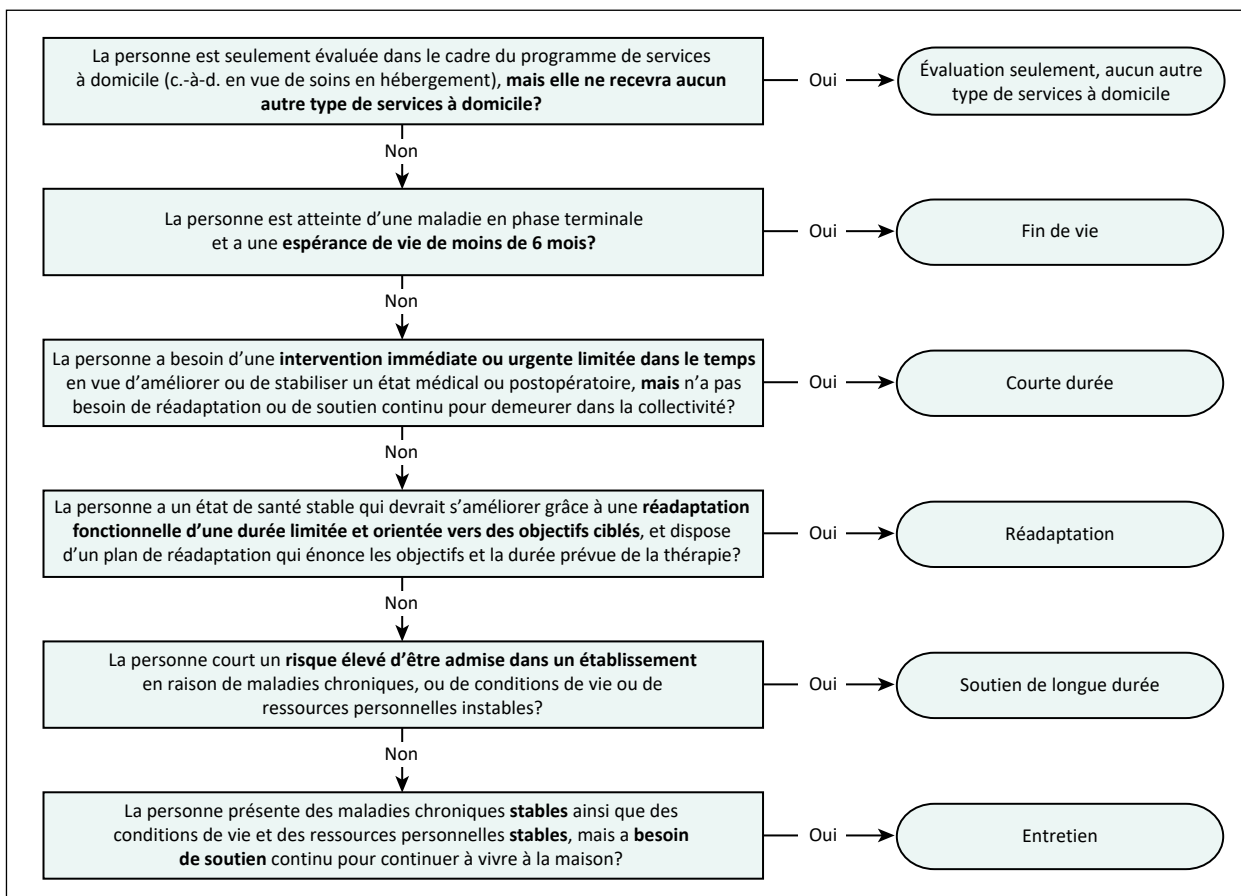 La personne est seulement évaluée dans le cadre du programme de services
à domicile (c.-à-d. en vue de soins en hébergement), mais elle ne recevra aucun
autre type de services à domicile?
Oui
Évaluation seulement, aucun autre
type de services à domicile
Non
La personne est atteinte d’une maladie en phase terminale
et a une espérance de vie de moins de 6 mois?
Oui
Fin de vie
Non
La personne a besoin d’une intervention immédiate ou urgente limitée dans le temps
en vue d’améliorer ou de stabiliser un état médical ou postopératoire, mais n’a pas
besoin de réadaptation ou de soutien continu pour demeurer dans la collectivité?
Oui
Courte durée
Non
La personne a un état de santé stable qui devrait s’améliorer grâce à une réadaptation
fonctionnelle d’une durée limitée et orientée vers des objectifs ciblés, et dispose
d’un plan de réadaptation qui énonce les objectifs et la durée prévue de la thérapie?
Oui
Réadaptation
Non
La personne court un risque élevé d’être admise dans un établissement
en raison de maladies chroniques, ou de conditions de vie ou de
ressources personnelles instables?
Oui
Soutien de longue durée
Non
La personne présente des maladies chroniques stables ainsi que des
conditions de vie et des ressources personnelles stables, mais a besoin
de soutien continu pour continuer à vivre à la maison?
Oui
Entretien